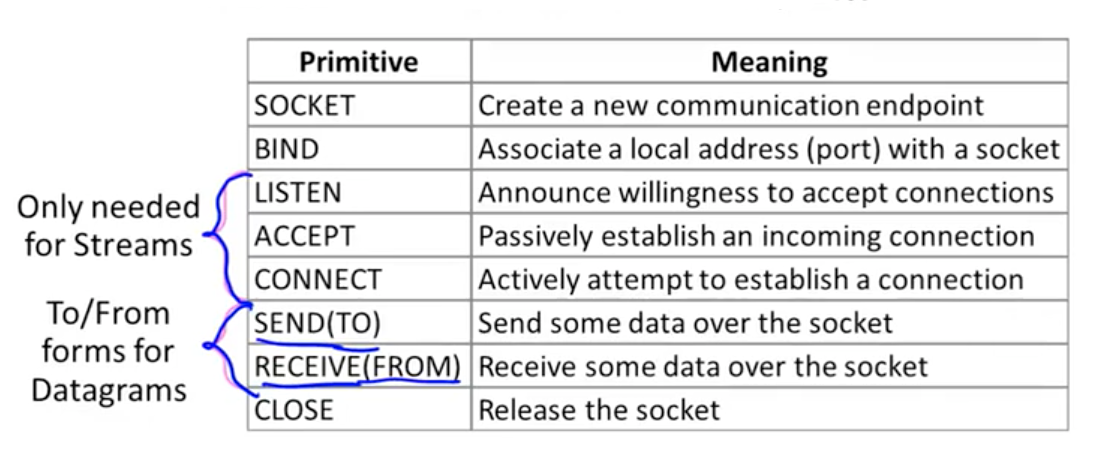 Primitive Meaning
SOCKET Create a new communication endpoint
BIND Associate a local address (port) with a socket
LISTEN Announce willingness to accept connections
ACCEPT Passively establish an incoming connection
CONNECT Actively attempt to establish a connection
SEND(TO) Send some data over the socket
RECEIVE(FROM) Receive some data over the socket
CLOSE Release the socket
Only needed
for Streams
To/From
forms for
Datagrams